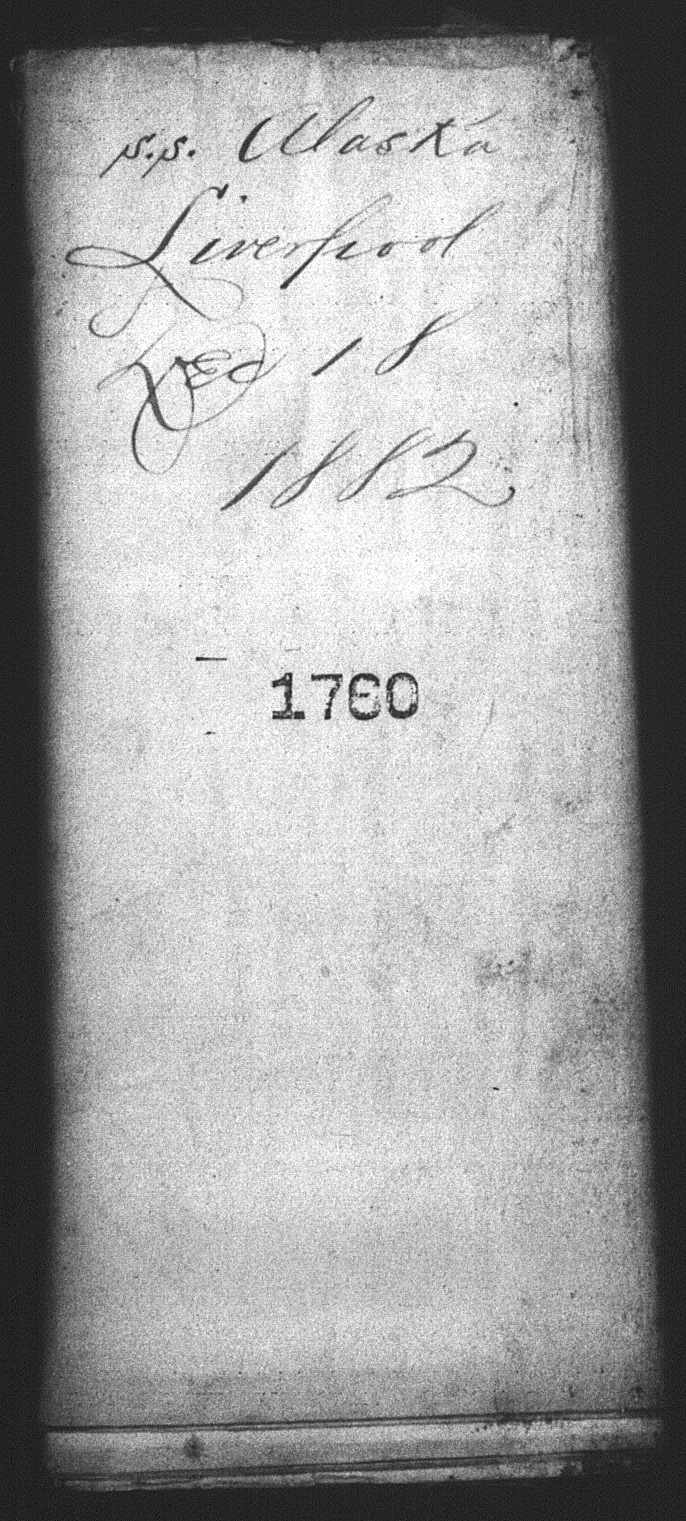 s.s. Alaska
Liverpool
Dec 18
1882
1760